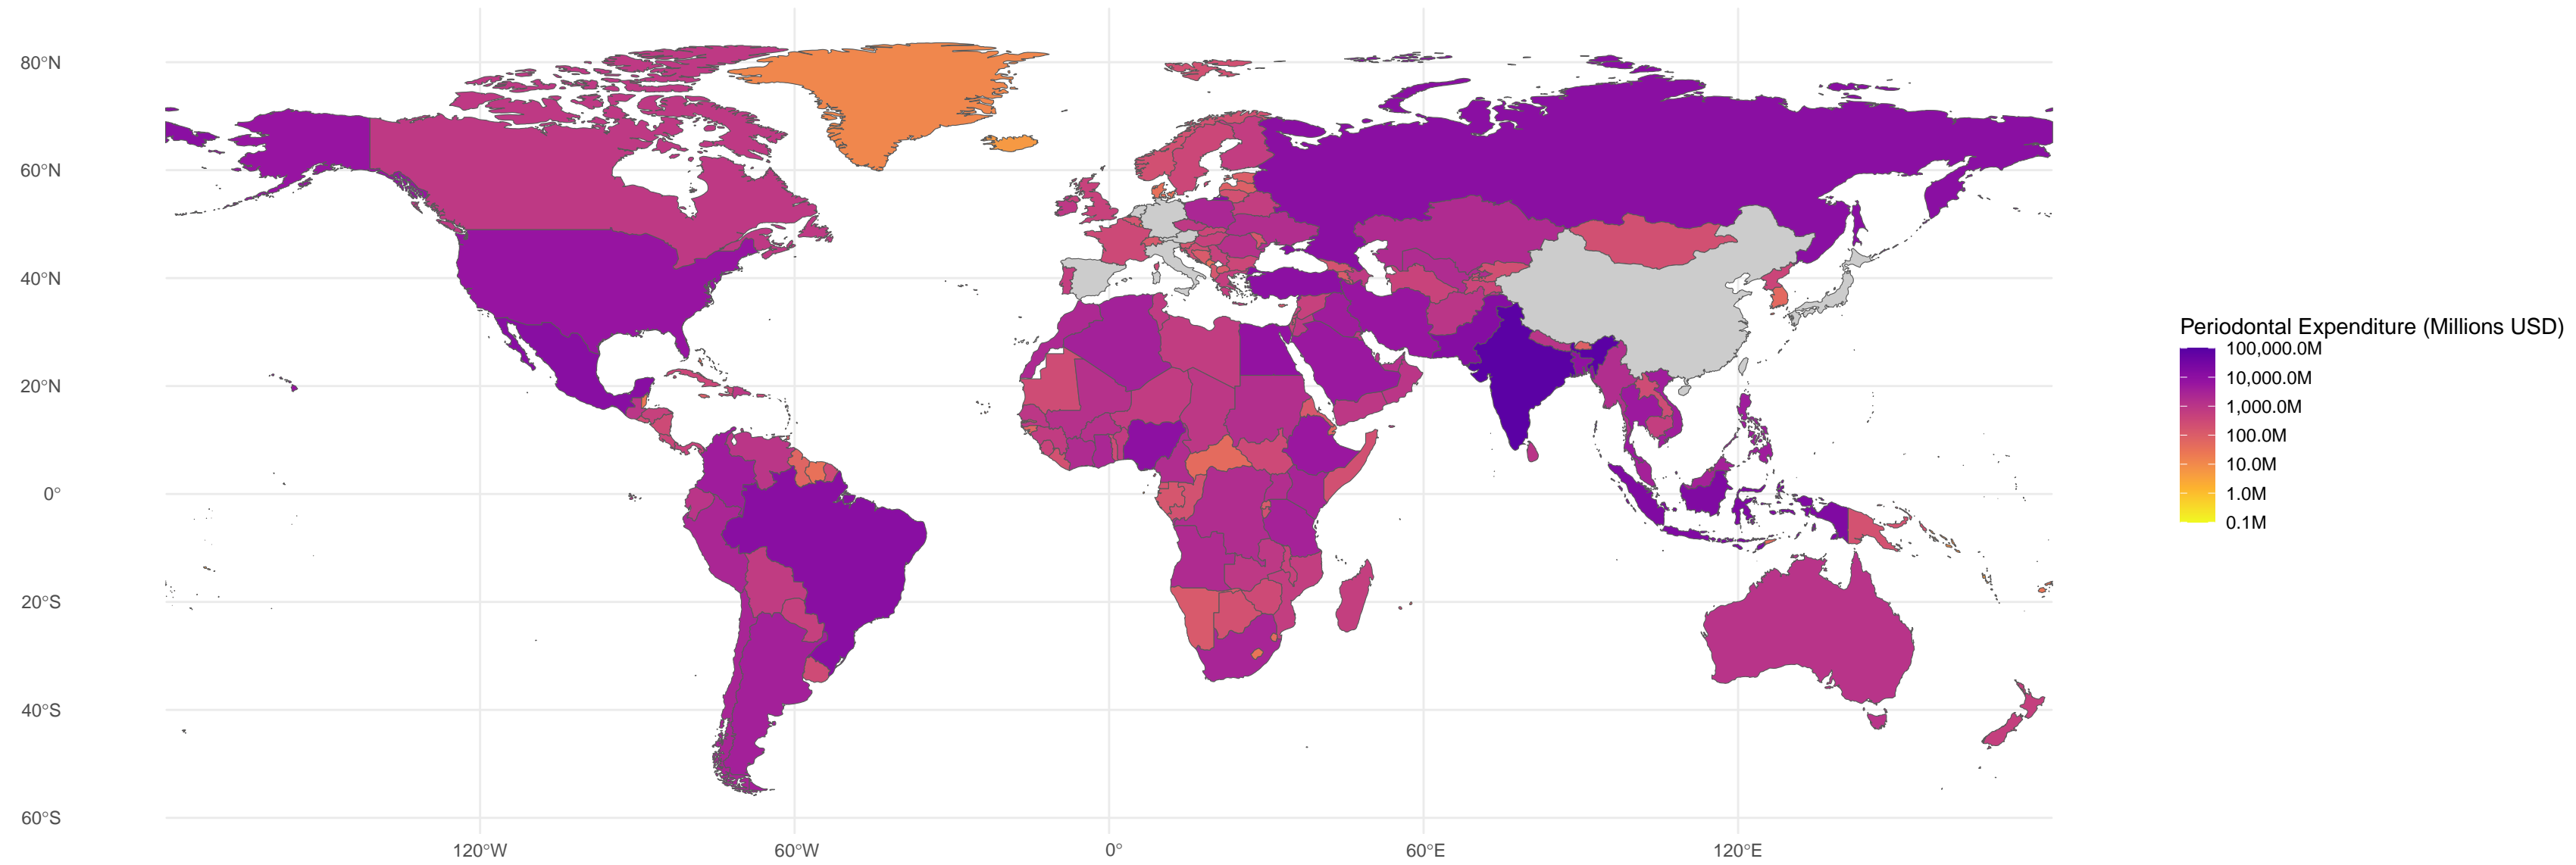 80°N
60°N
40°N
20°N
0°
20°S
40°S
60°S
120°W
60°W
0°
60°E
120°E
Periodontal Expenditure (Millions USD)
100,000.0M
10,000.0M
1,000.0M
100.0M
10.0M
1.0M
0.1M